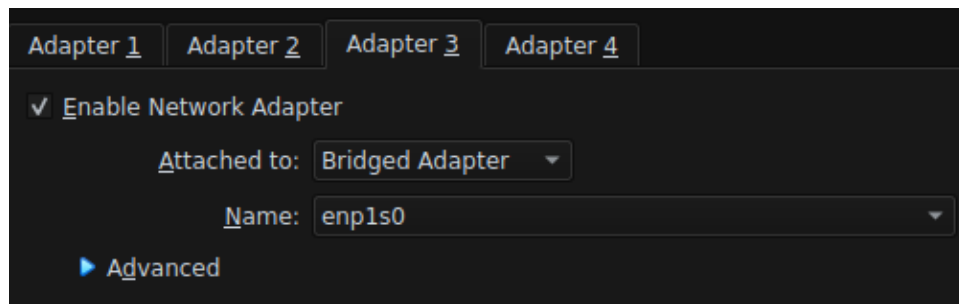 Adapter 1 Adapter 2 Adapter 3 Adapter 4
Enable Network Adapter
Attached to: Bridged Adapter
Name: enp1s0
Advanced